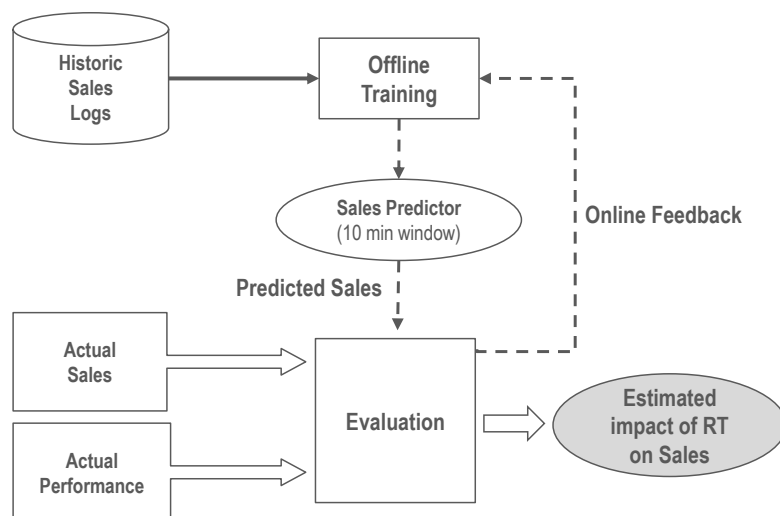 Historic
Sales
Logs
Offline
Training
Sales Predictor
(10 min window)
Online Feedback
Predicted Sales
Actual
Sales
Evaluation
Estimated
impact of RT
on Sales
Actual
Performance